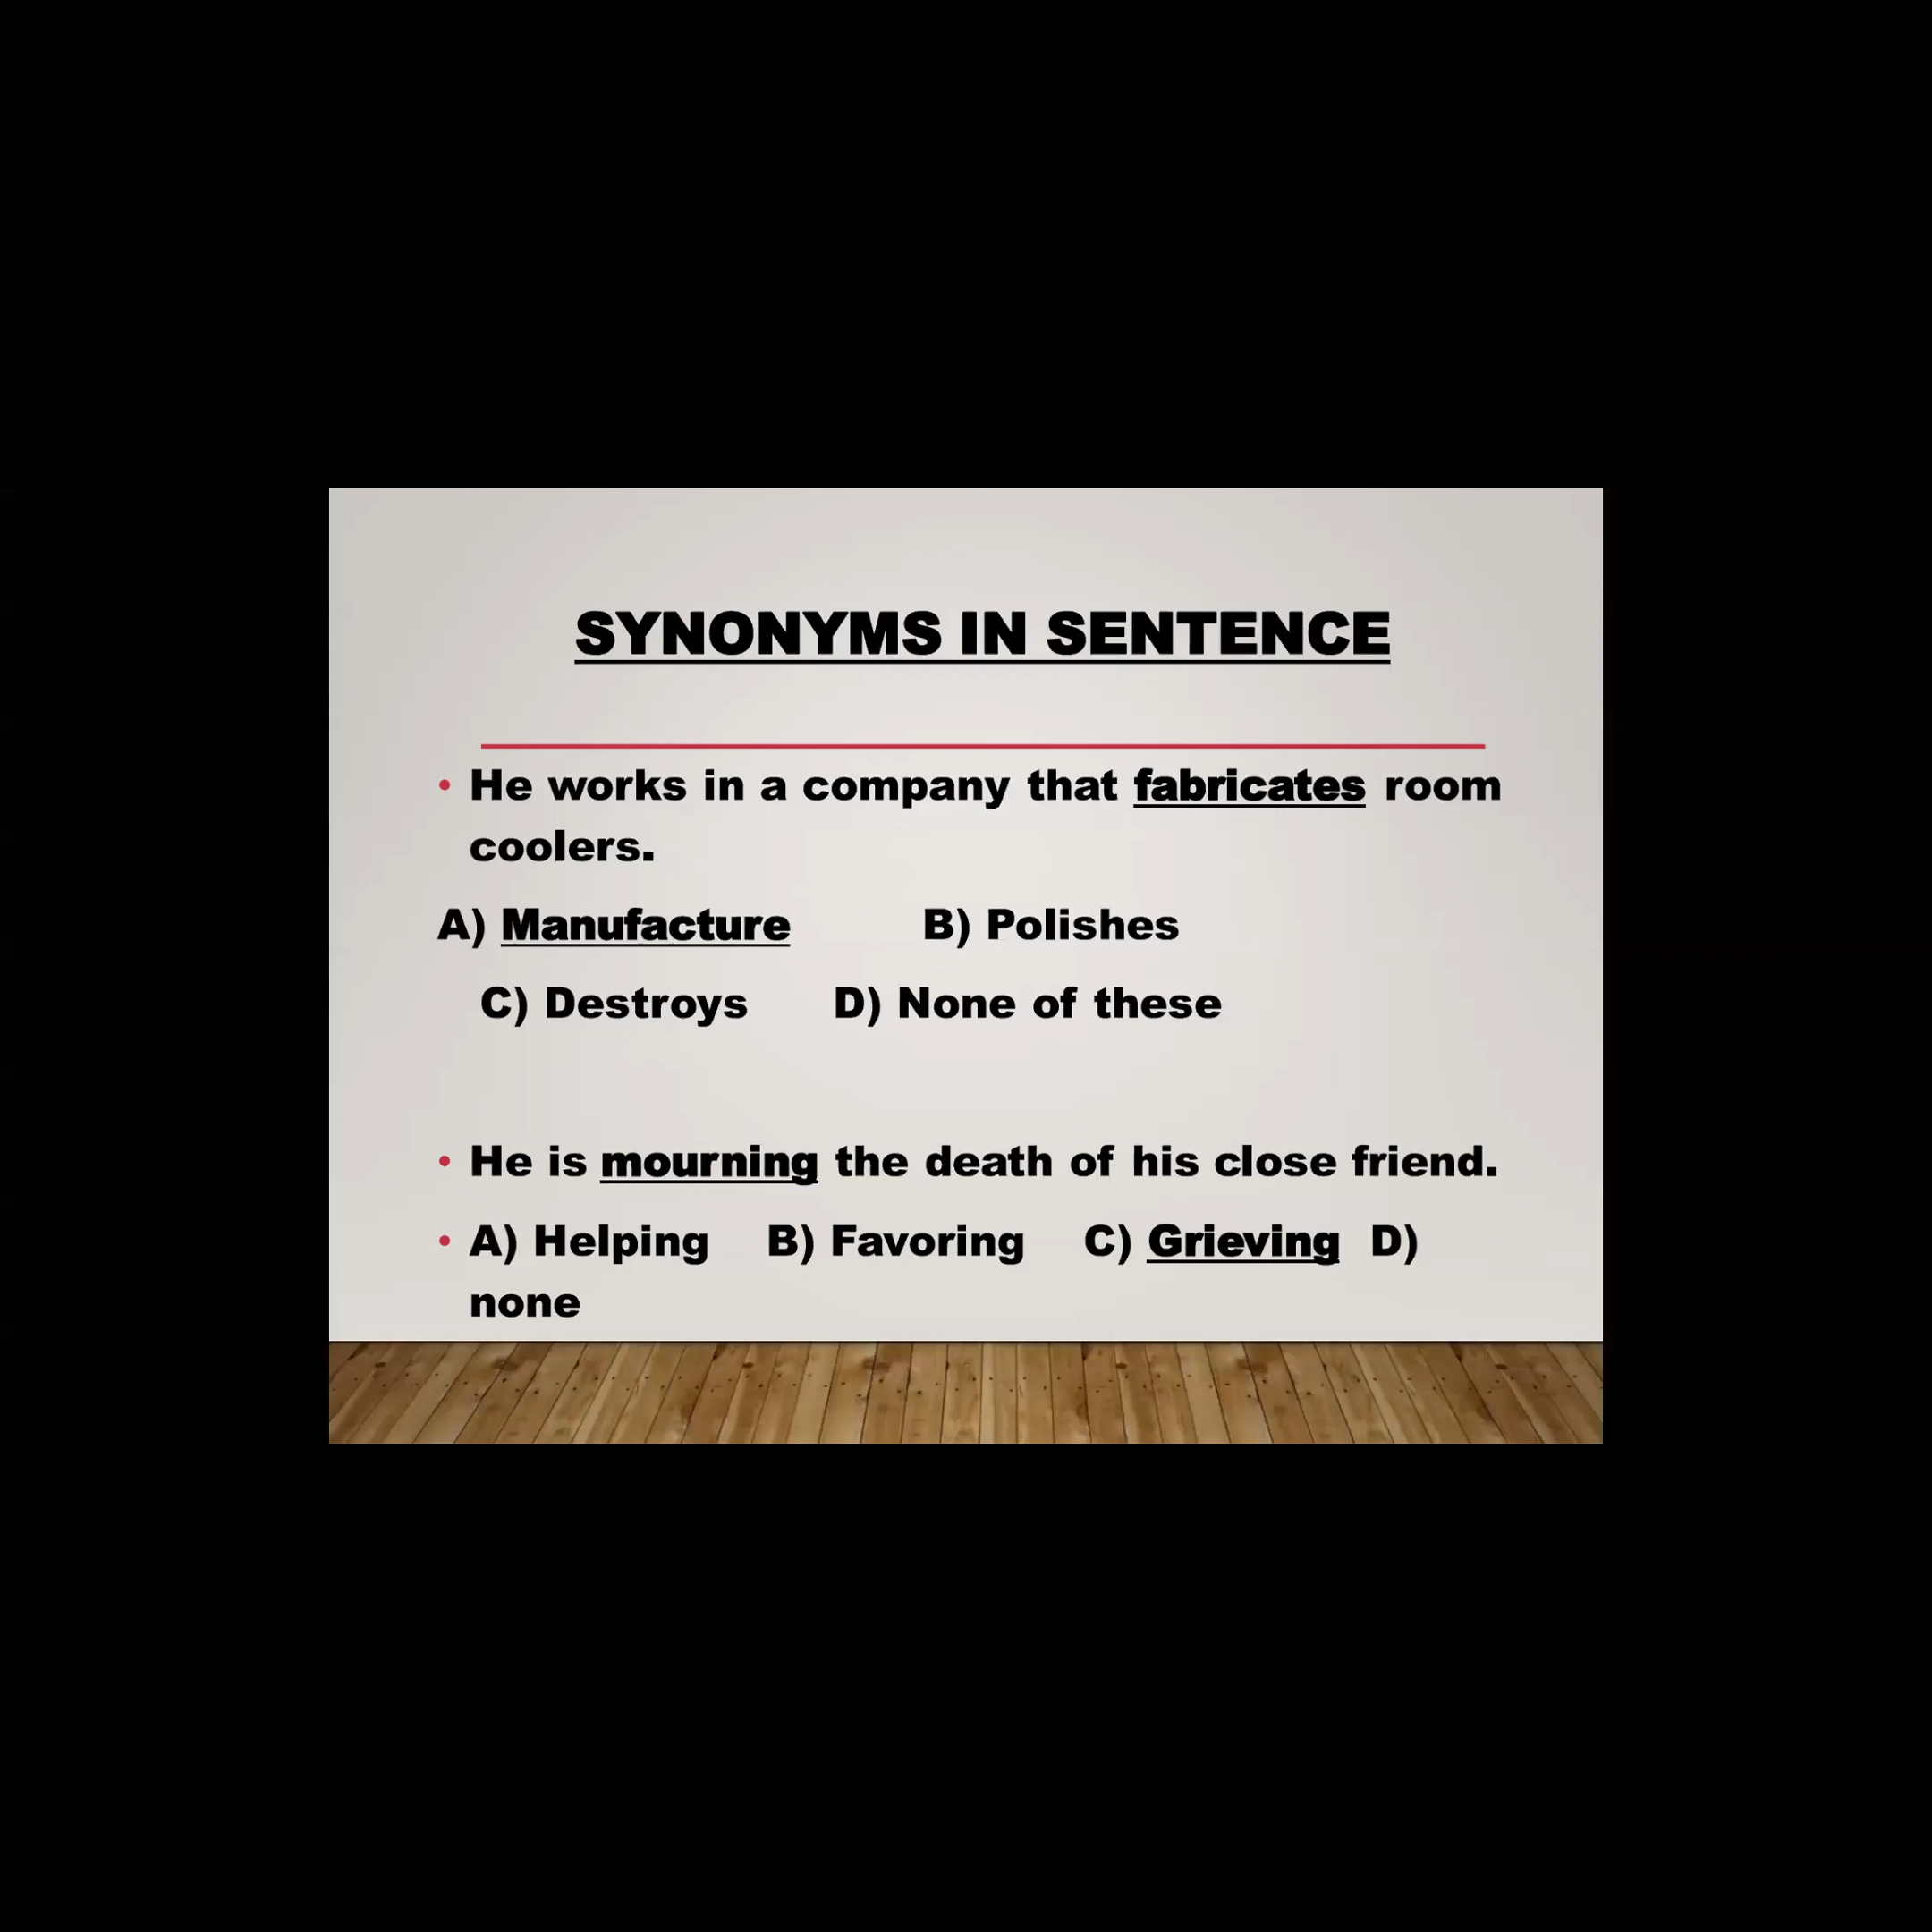 SYNONYMS IN SENTENCE
• He works in a company that fabricates room
coolers.
A) Manufacture B) Polishes
C) Destroys D) None of these
• He is mourning the death of his close friend.
• A) Helping B) Favoring C) Grieving D)
none